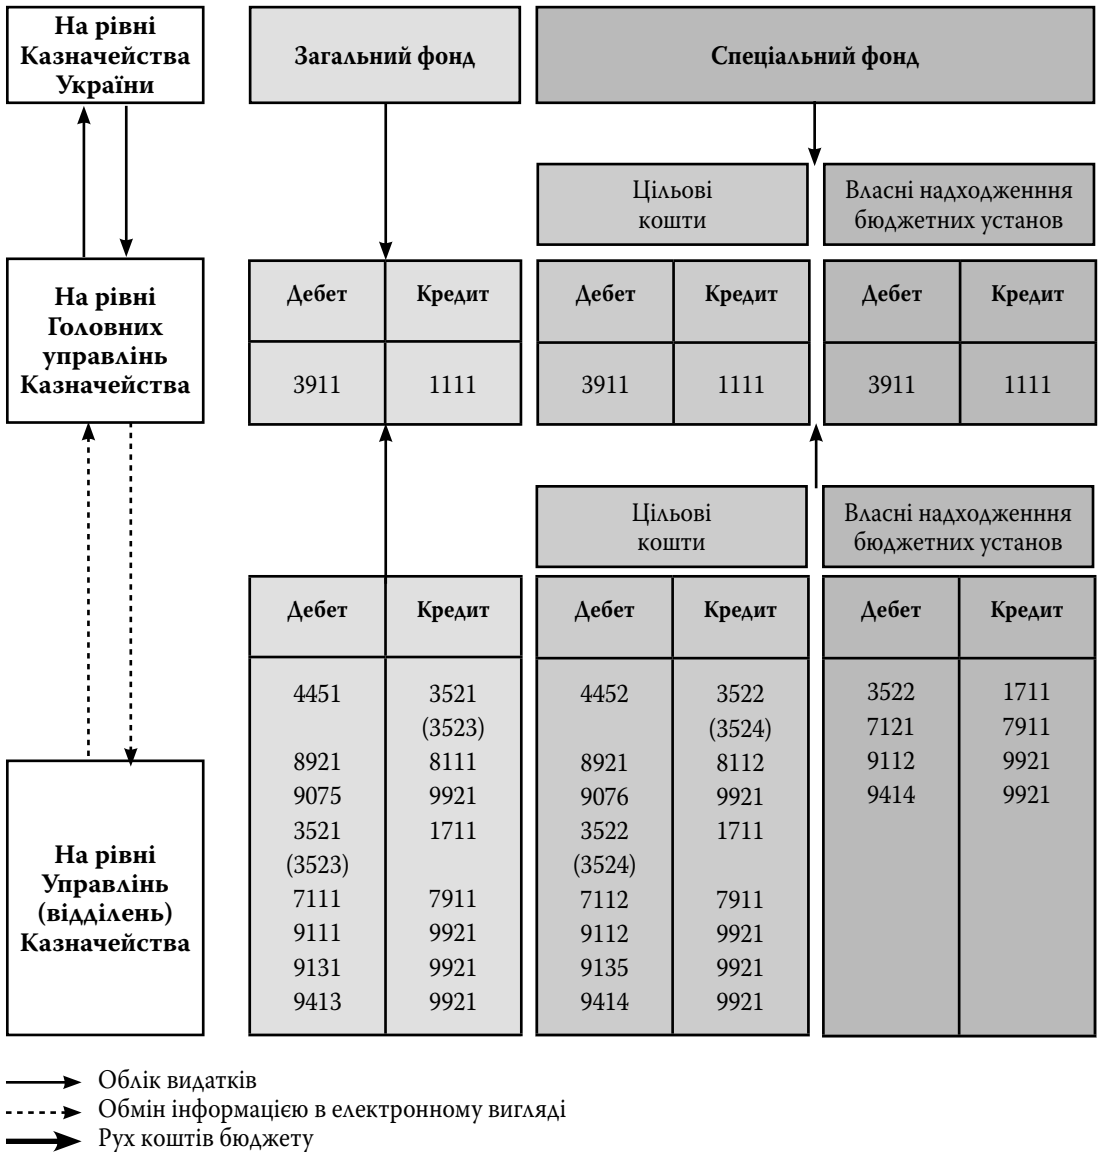 На рівні
Казначейства
України
Загальний фонд
Спеціальний фонд
Цільові
кошти
Власні надходженння
бюджетних установ
На рівні
Головних
управлінь
Казначейства
Дебет Кредит Дебет Кредит Дебет Кредит
3911 1111 3911 1111 3911 1111
Цільові
кошти
Власні надходженння
бюджетних установ
Дебет Кредит Дебет Кредит Дебет Кредит
4451 3521 4452 3522 3522 1711
(3523) (3524) 7121 7911
8921 8111 8921 8112 9112 9921
9075 9921 9076 9921 9414 9921
3521 1711 3522 1711
(3523) (3524)
7111 7911 7112 7911
9111 9921 9112 9921
9131 9921 9135 9921
9413 9921 9414 9921
На рівні
Управлінь
(відділень)
Казначейства
Облік видатків
Обмін інформацією в електронному вигляді
Рух коштів бюджету